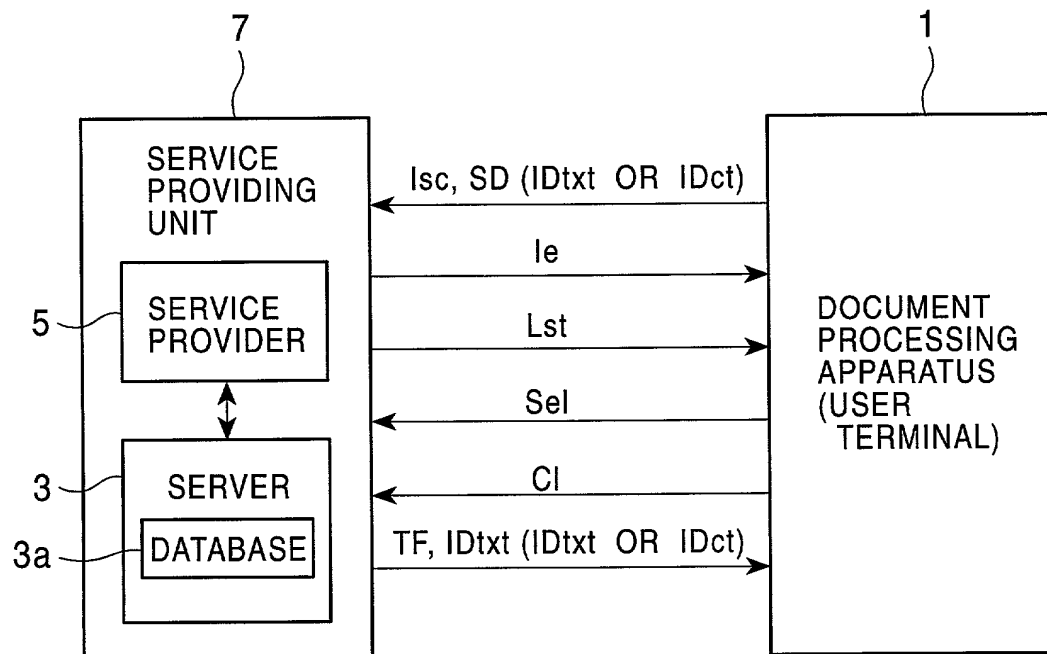 7
1
SERVICE
PROVIDING
UNIT
Isc, SD (IDtxt OR IDct)
Ie
5
SERVICE
PROVIDER
Lst
DOCUMENT
PROCESSING
APPARATUS
(USER
TERMINAL)
Sel
3
SERVER
CI
3a
DATABASE
TF, IDtxt (IDtxt OR IDct)